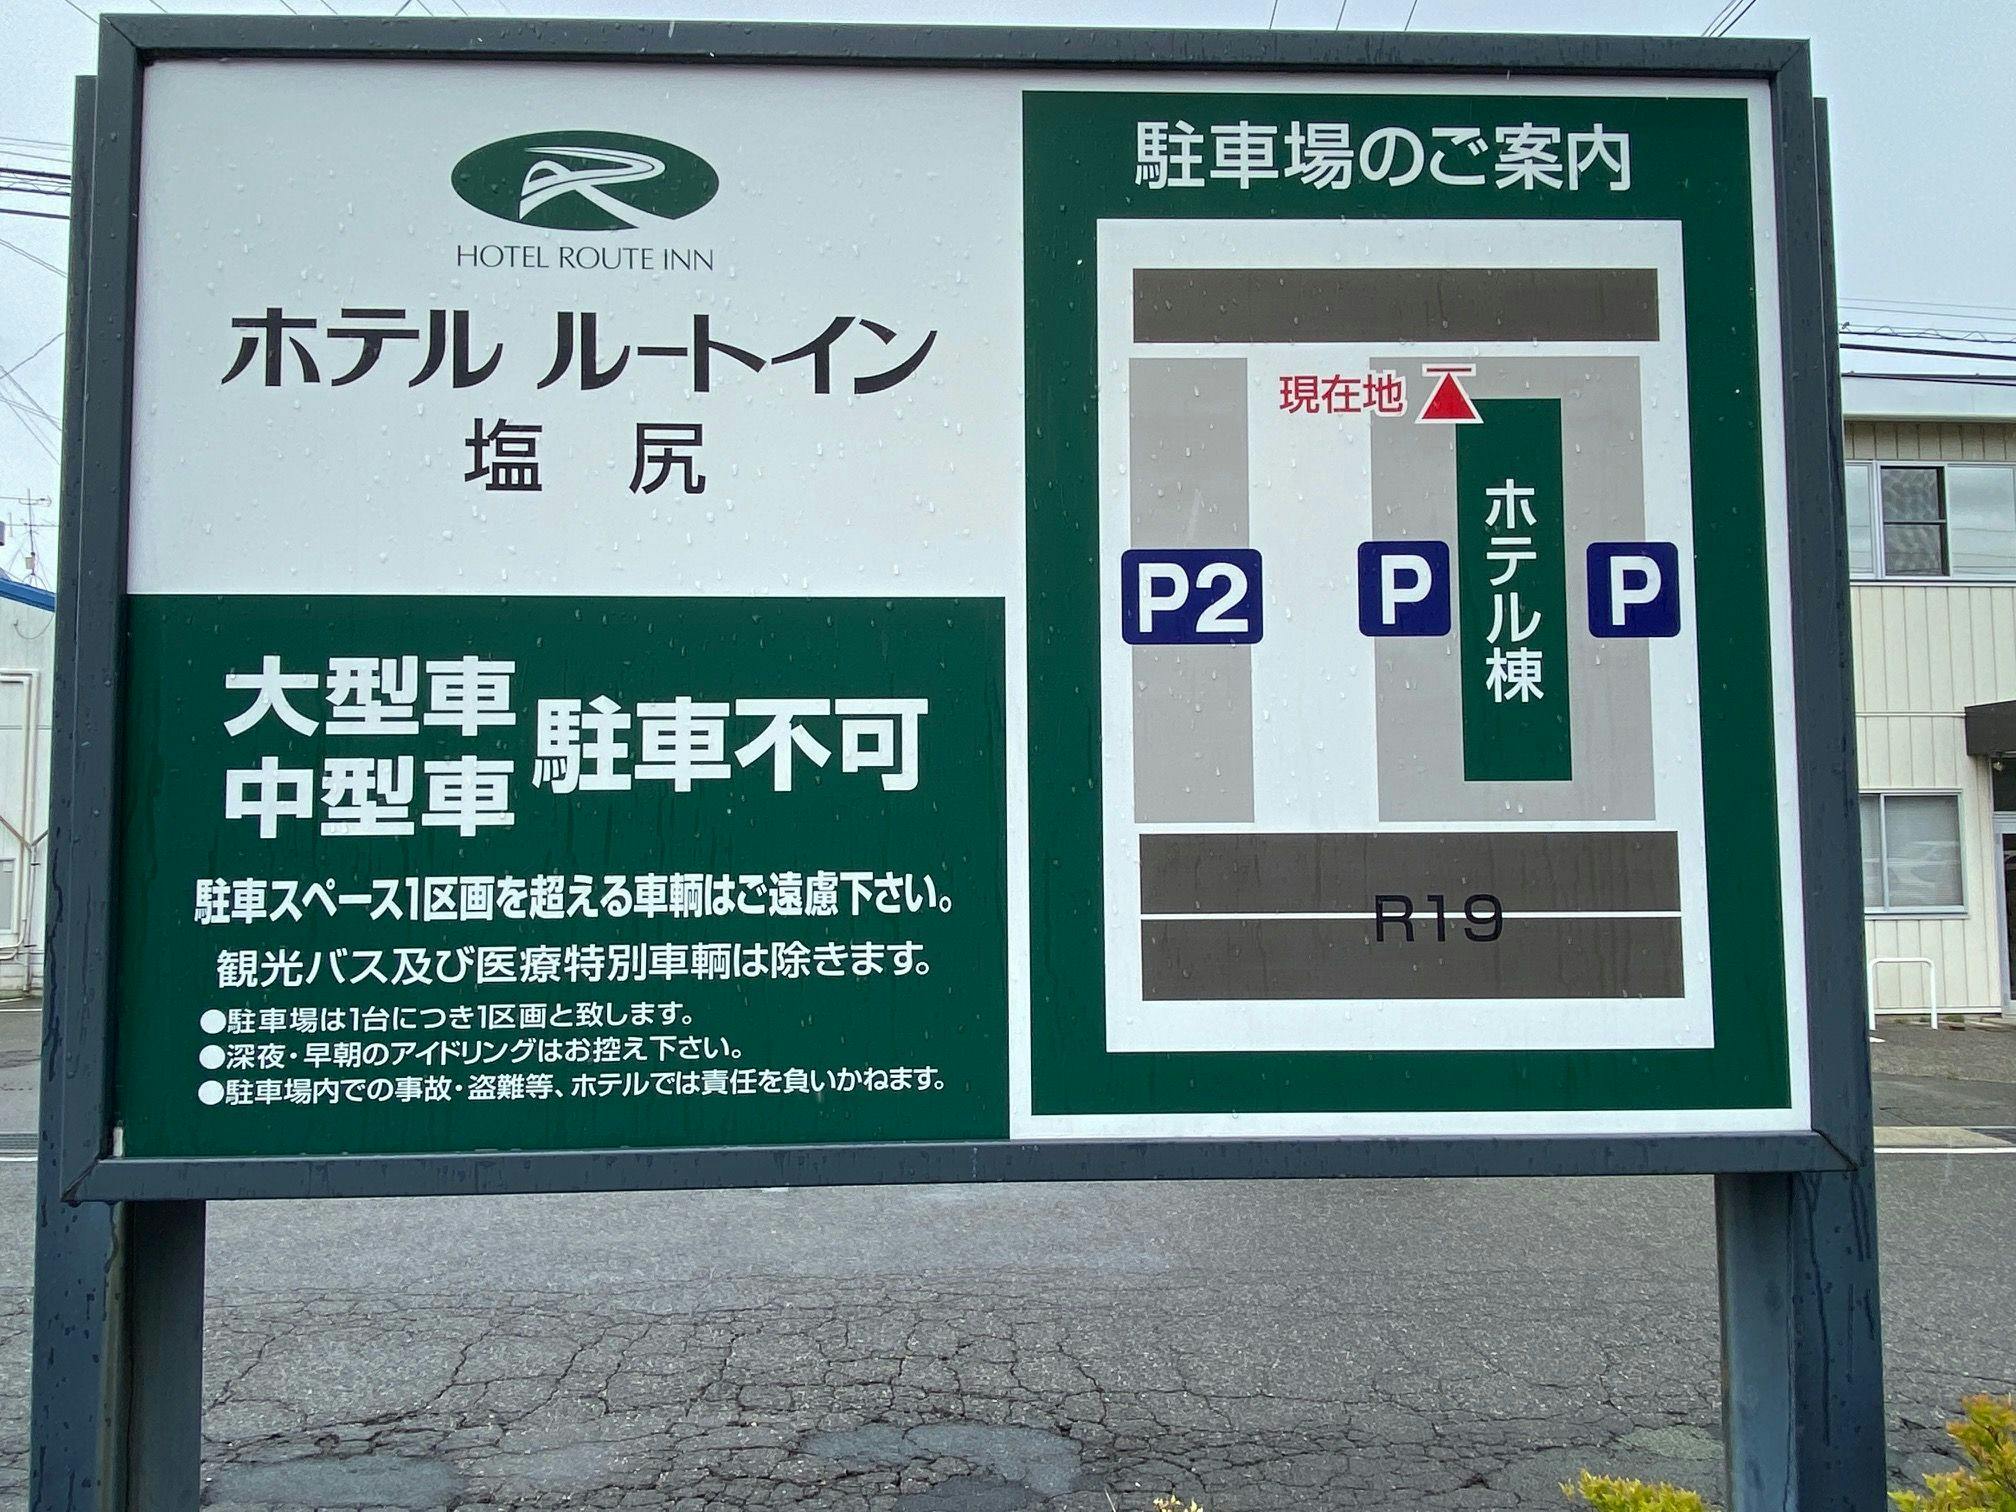 HOTEL ROUTE INN
ホテル ルートイン
塩 尻
大型車
中型車
駐車不可
駐車スペース1区画を超える車輌はご遠慮下さい。
観光バス及び医療特別車輌は除きます。
●駐車場は1台につき1区画と致します。
●深夜・早朝のアイドリングはお控え下さい。
●駐車場内での事故・盗難等、ホテルでは責任を負いかねます。
駐車場のご案内
現在地
P2
P
ホテル棟
P
R19